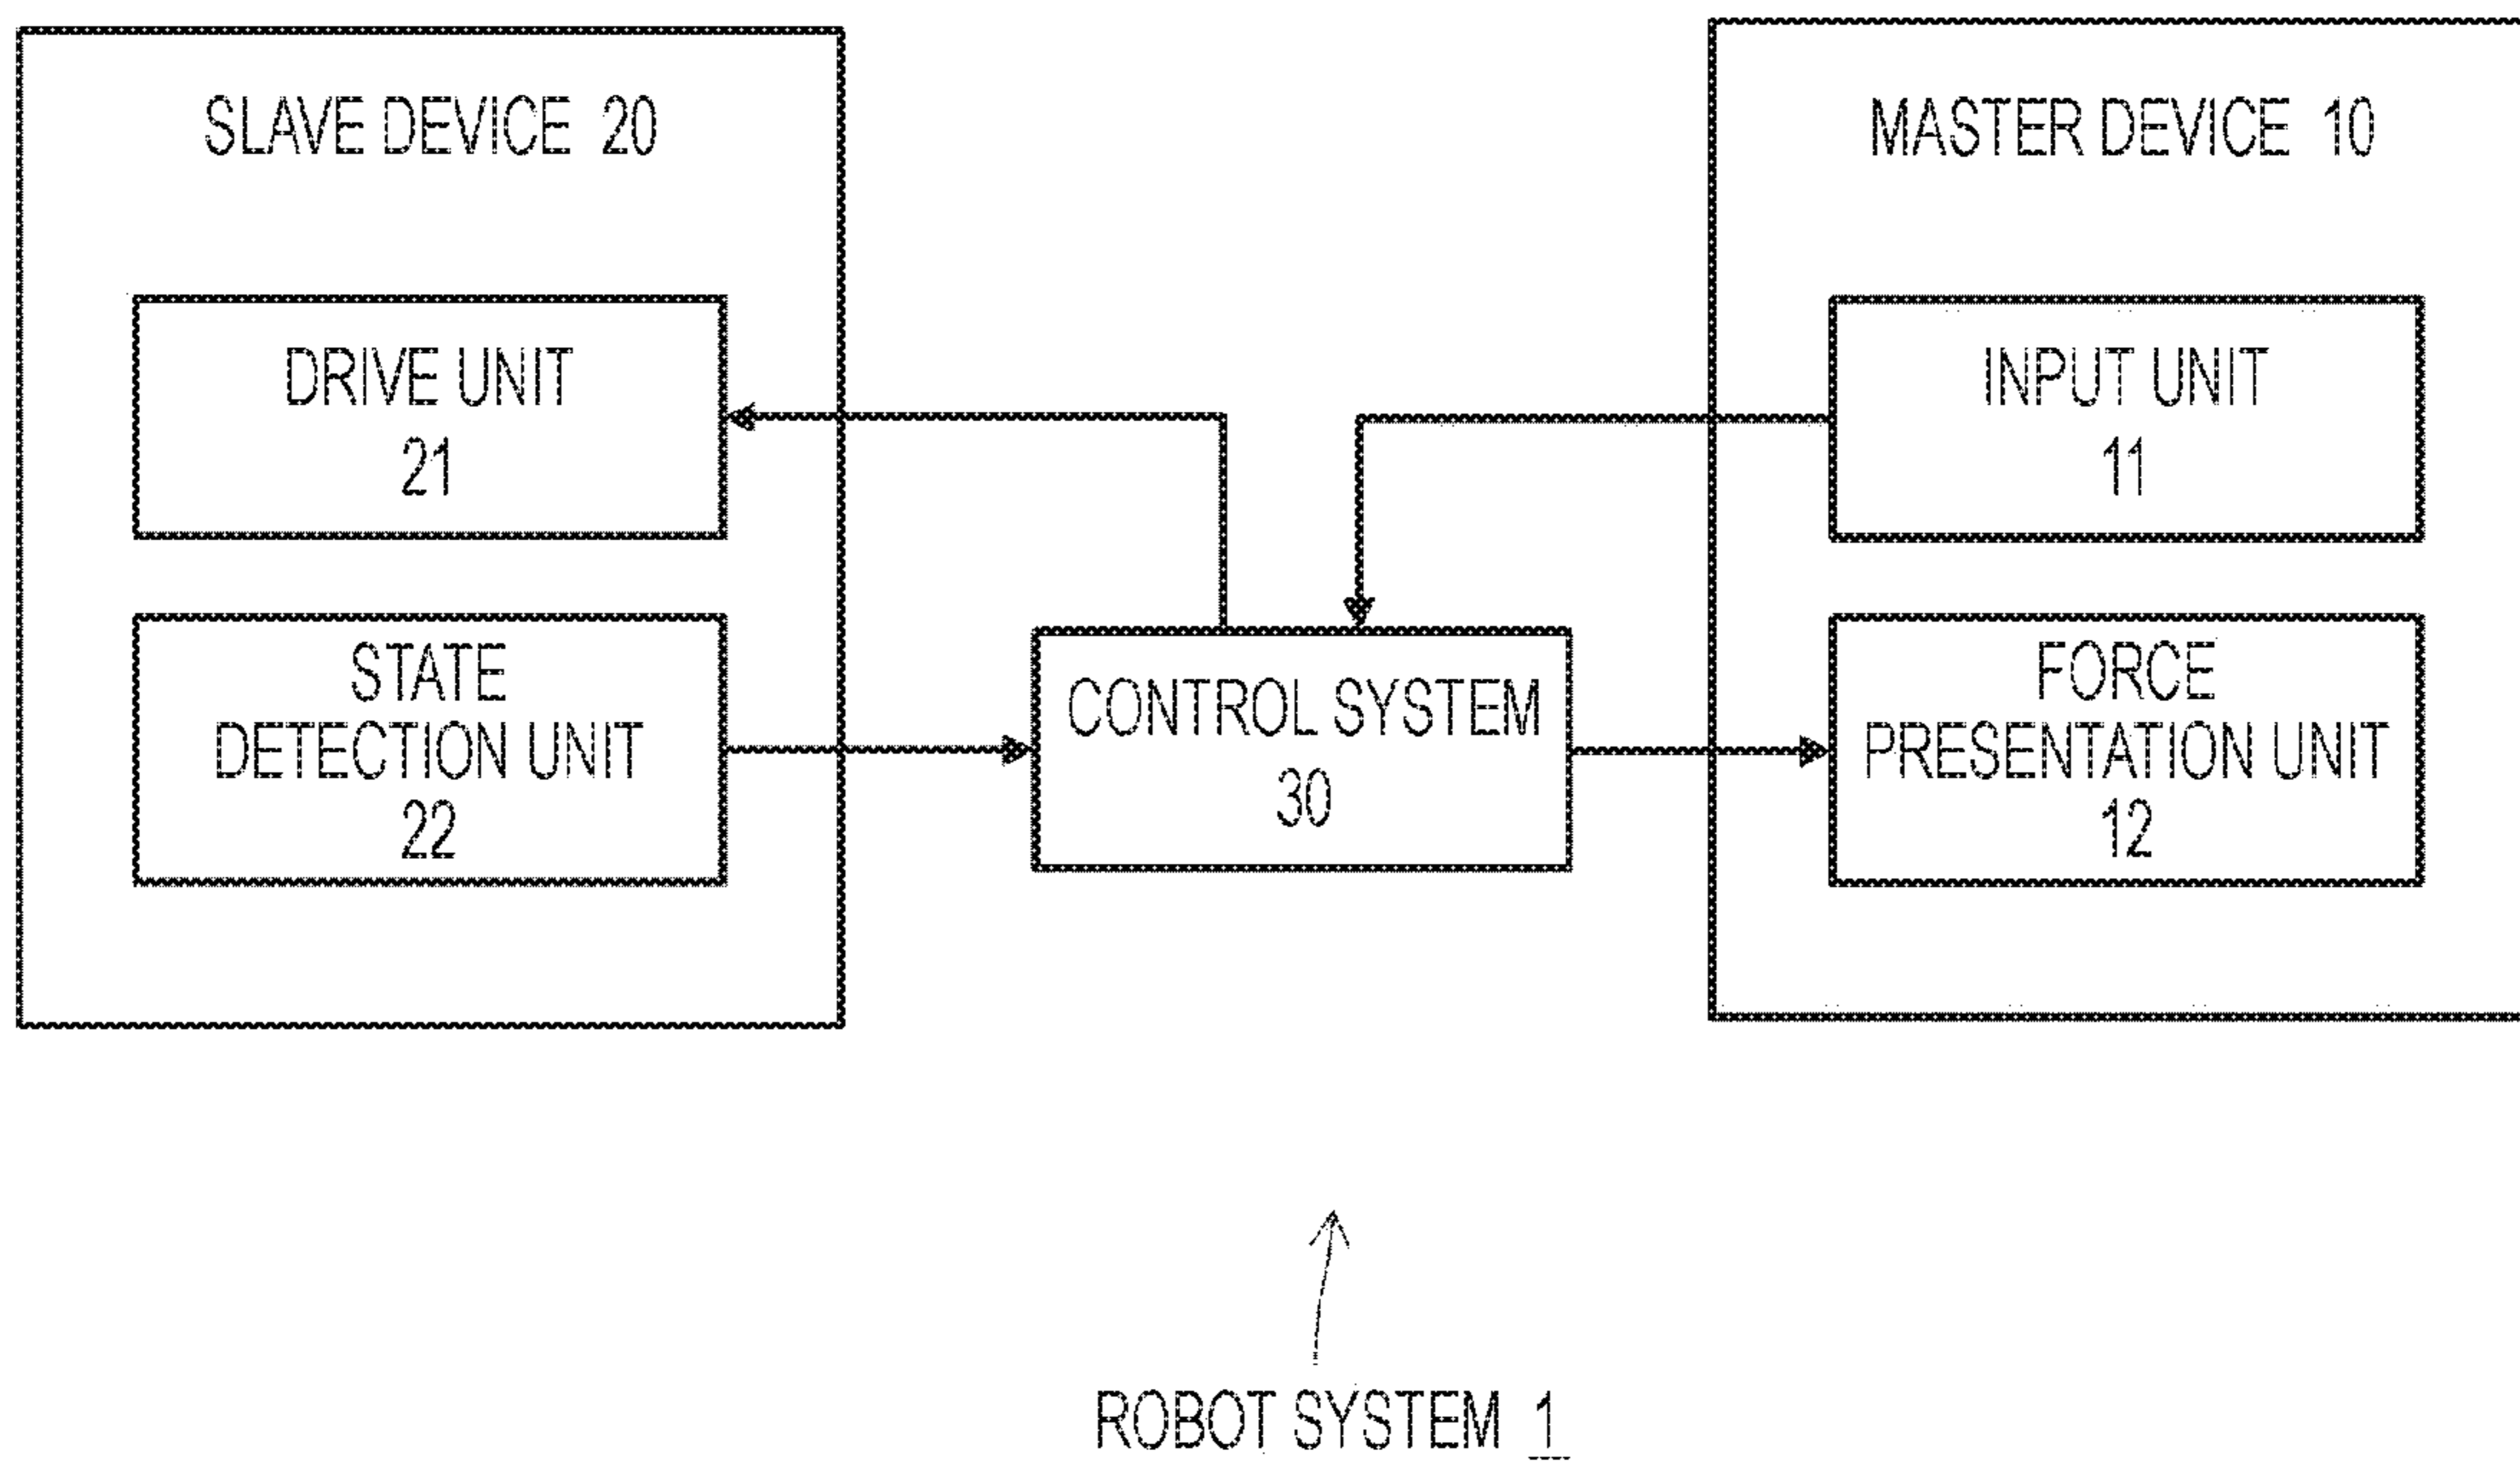 SLAVE DEVICE 20
DRIVE UNIT
21
STATE
DETECTION UNIT
22
CONTROL SYSTEM
30
MASTER DEVICE 10
INPUT UNIT
11
FORCE
PRESENTATION UNIT
12
ROBOT SYSTEM 1